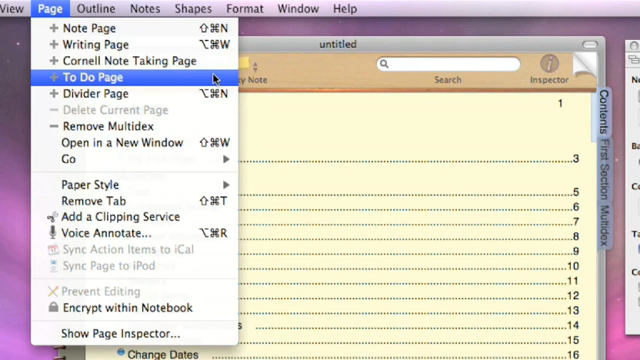 View Page Outline Notes Shapes Format Window Help
Note Page ⇧⌘N
Writing Page ⌥⌘W
Cornell Note Taking Page
To Do Page
Divider Page ⌥⌘N
Delete Current Page
Remove Multidex
Open in a New Window ⇧⌘W
Go
Paper Style
Remove Tab ⇧⌘T
Add a Clipping Service
Voice Annotate... ⌥⌘R
Sync Action Items to iCal
Sync Page to iPod
Prevent Editing
Encrypt within Notebook
Show Page Inspector...
untitled
Note
Search
Inspector
1
3
5
6
7
8
9
10
11
12
13
14
15
Change Dates 16
Contents
First Section
Multidex